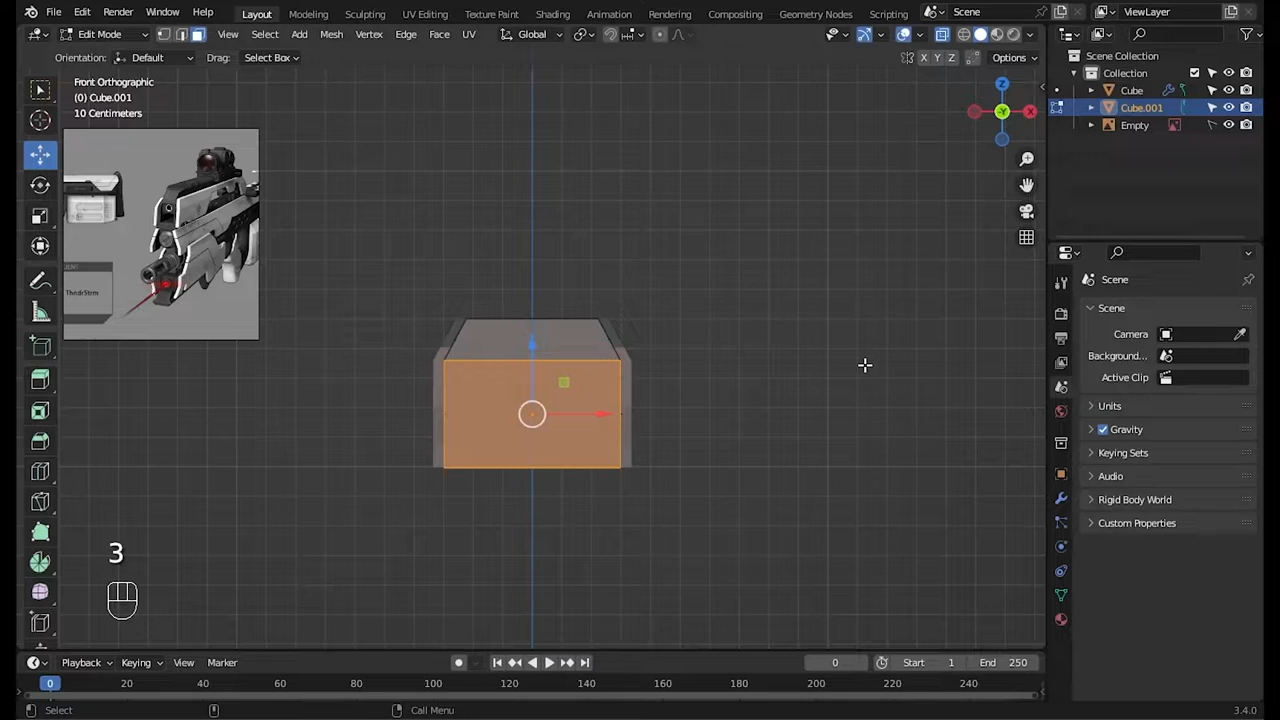 File Edit Render Window Help Layout Modeling Sculpting UV Editing Texture Paint Shading Animation Rendering Compositing Geometry Nodes Scripting Scene ViewLayer
Edit Mode View Select Add Mesh Vertex Edge Face UV Global
Orientation: Default Drag: Select Box X Y Z Options
Scene Collection
Collection
Cube
Cube.001
Empty
Front Orthographic
(0) Cube.001
10 Centimeters
Z
-Y
X
ThndrStrm
3
Scene
Scene
Camera
Background...
Active Clip
Units
Gravity
Keying Sets
Audio
Rigid Body World
Custom Properties
Playback Keying View Marker 0 Start 1 End 250
0 20 40 60 80 100 120 140 160 180 200 220 240
Select Call Menu 3.4.0